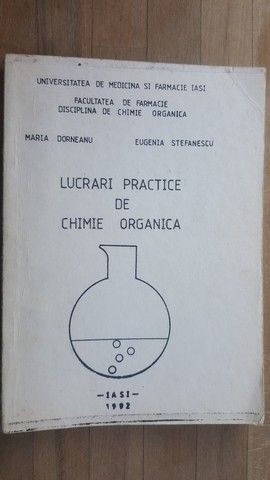 UNIVERSITATEA DE MEDICINA SI FARMACIE IASI
FACULTATEA DE FARMACIE
DISCIPLINA DE CHIMIE ORGANICA
MARIA DORNEANU EUGENIA STEFANESCU
LUCRARI PRACTICE
DE
CHIMIE ORGANICA
-IASI-
1992